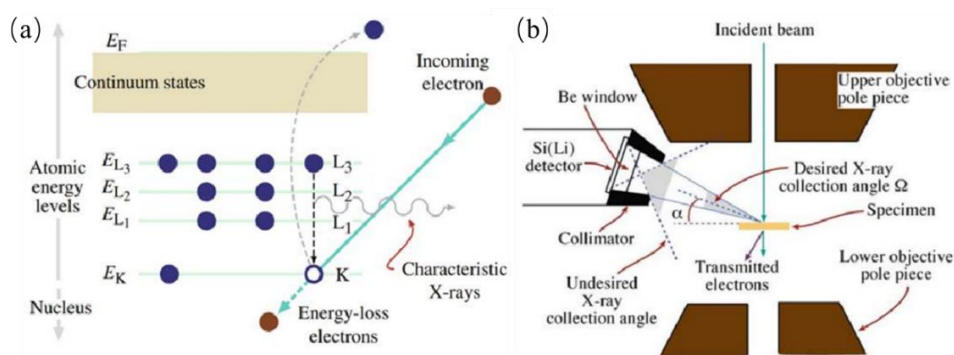 (a)
E_F
Continuum states
Incoming
electron
Atomic
energy
levels
E_L3
L3
E_L2
L2
E_L1
L1
E_K
K
Characteristic
X-rays
Nucleus
Energy-loss
electrons
(b)
Incident beam
Upper objective
pole piece
Be window
Si(Li)
detector
Desired X-ray
collection angle Ω
α
Specimen
Collimator
Transmitted
electrons
Undesired
X-ray
collection angle
Lower objective
pole piece